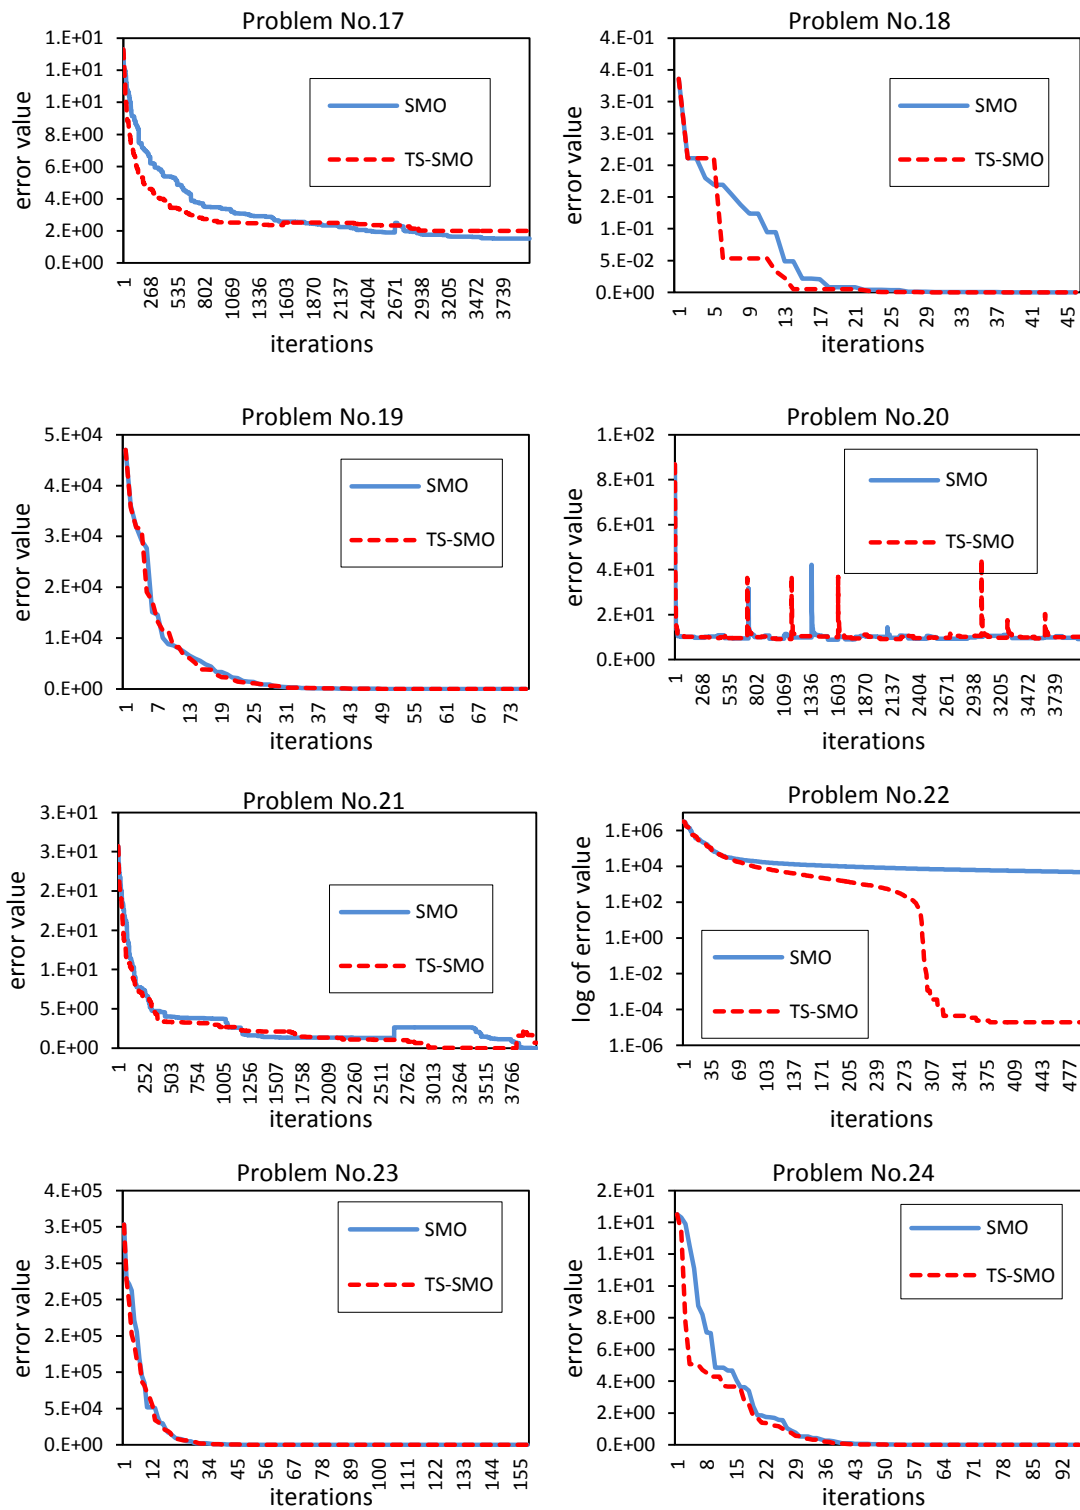 Problem No.17
1.E+01
1.E+01
1.E+01
8.E+00
6.E+00
4.E+00
2.E+00
0.E+00
error value
SMO
TS-SMO
1 268 535 802 1069 1336 1603 1870 2137 2404 2671 2938 3205 3472 3739
iterations
Problem No.18
4.E-01
4.E-01
3.E-01
3.E-01
2.E-01
2.E-01
1.E-01
5.E-02
0.E+00
error value
SMO
TS-SMO
1 5 9 13 17 21 25 29 33 37 41 45
iterations
Problem No.19
5.E+04
4.E+04
3.E+04
2.E+04
1.E+04
0.E+00
error value
SMO
TS-SMO
1 7 13 19 25 31 37 43 49 55 61 67 73
iterations
Problem No.20
1.E+02
8.E+01
6.E+01
4.E+01
2.E+01
0.E+00
error value
SMO
TS-SMO
1 268 535 802 1069 1336 1603 1870 2137 2404 2671 2938 3205 3472 3739
iterations
Problem No.21
3.E+01
3.E+01
2.E+01
2.E+01
1.E+01
5.E+00
0.E+00
error value
SMO
TS-SMO
1 252 503 754 1005 1256 1507 1758 2009 2260 2511 2762 3013 3264 3515 3766
iterations
Problem No.22
1.E+06
1.E+04
1.E+02
1.E+00
1.E-02
1.E-04
1.E-06
log of error value
SMO
TS-SMO
1 35 69 103 137 171 205 239 273 307 341 375 409 443 477
iterations
Problem No.23
4.E+05
3.E+05
3.E+05
2.E+05
2.E+05
1.E+05
5.E+04
0.E+00
error value
SMO
TS-SMO
1 12 23 34 45 56 67 78 89 100 111 122 133 144 155
iterations
Problem No.24
2.E+01
1.E+01
1.E+01
1.E+01
8.E+00
6.E+00
4.E+00
2.E+00
0.E+00
error value
SMO
TS-SMO
1 8 15 22 29 36 43 50 57 64 71 78 85 92
iterations